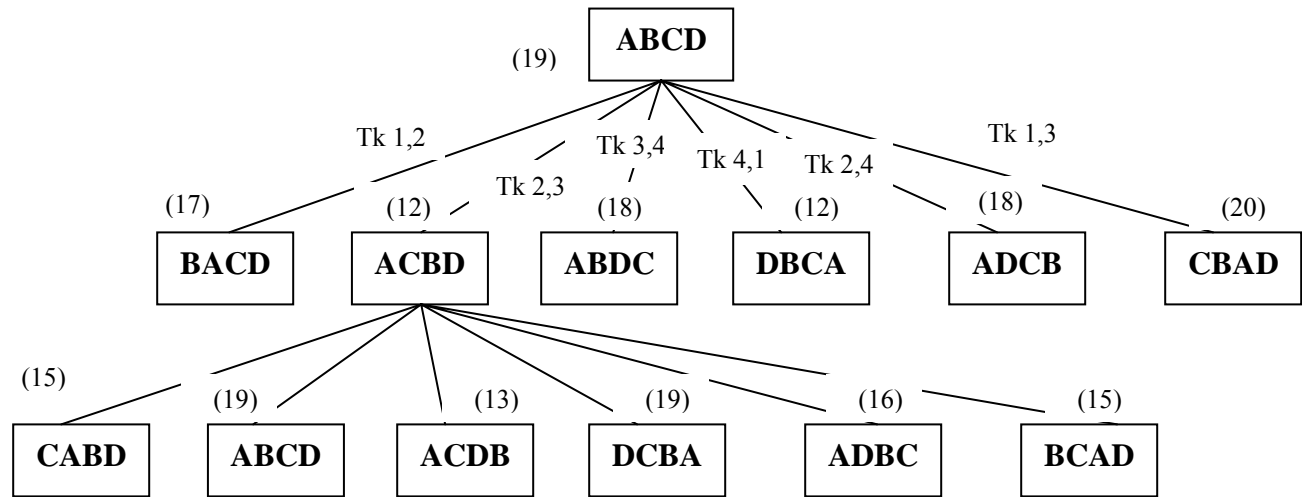 ABCD
(19)
Tk 1,2
Tk 2,3
Tk 3,4
Tk 4,1
Tk 2,4
Tk 1,3
(17)
(12)
(18)
(12)
(18)
(20)
BACD
ACBD
ABDC
DBCA
ADCB
CBAD
(15)
(19)
(13)
(19)
(16)
(15)
CABD
ABCD
ACDB
DCBA
ADBC
BCAD